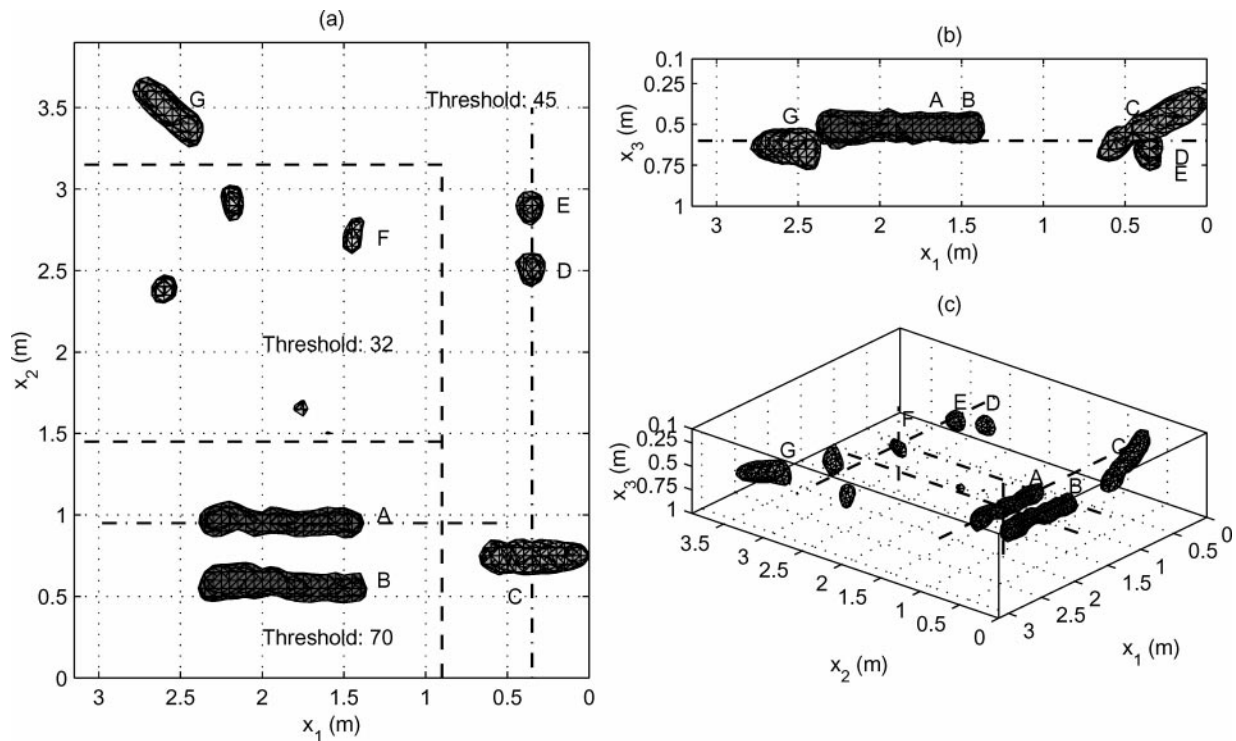 (a)
3.5
3
2.5
2
1.5
1
0.5
0
x2 (m)
3
2.5
2
1.5
1
0.5
0
x1 (m)
G
Threshold: 45
E
F
D
Threshold: 32
A
B
C
Threshold: 70
(b)
0.1
0.25
0.5
0.75
1
x3 (m)
G
A B
C
D
E
3
2.5
2
1.5
1
0.5
0
x1 (m)
(c)
0.1
0.25
0.5
0.75
1
x3 (m)
G
F
E D
A
B
C
3.5
3
2.5
2
1.5
1
0.5
0
x2 (m)
3
2.5
2
1.5
1
0.5
0
x1 (m)